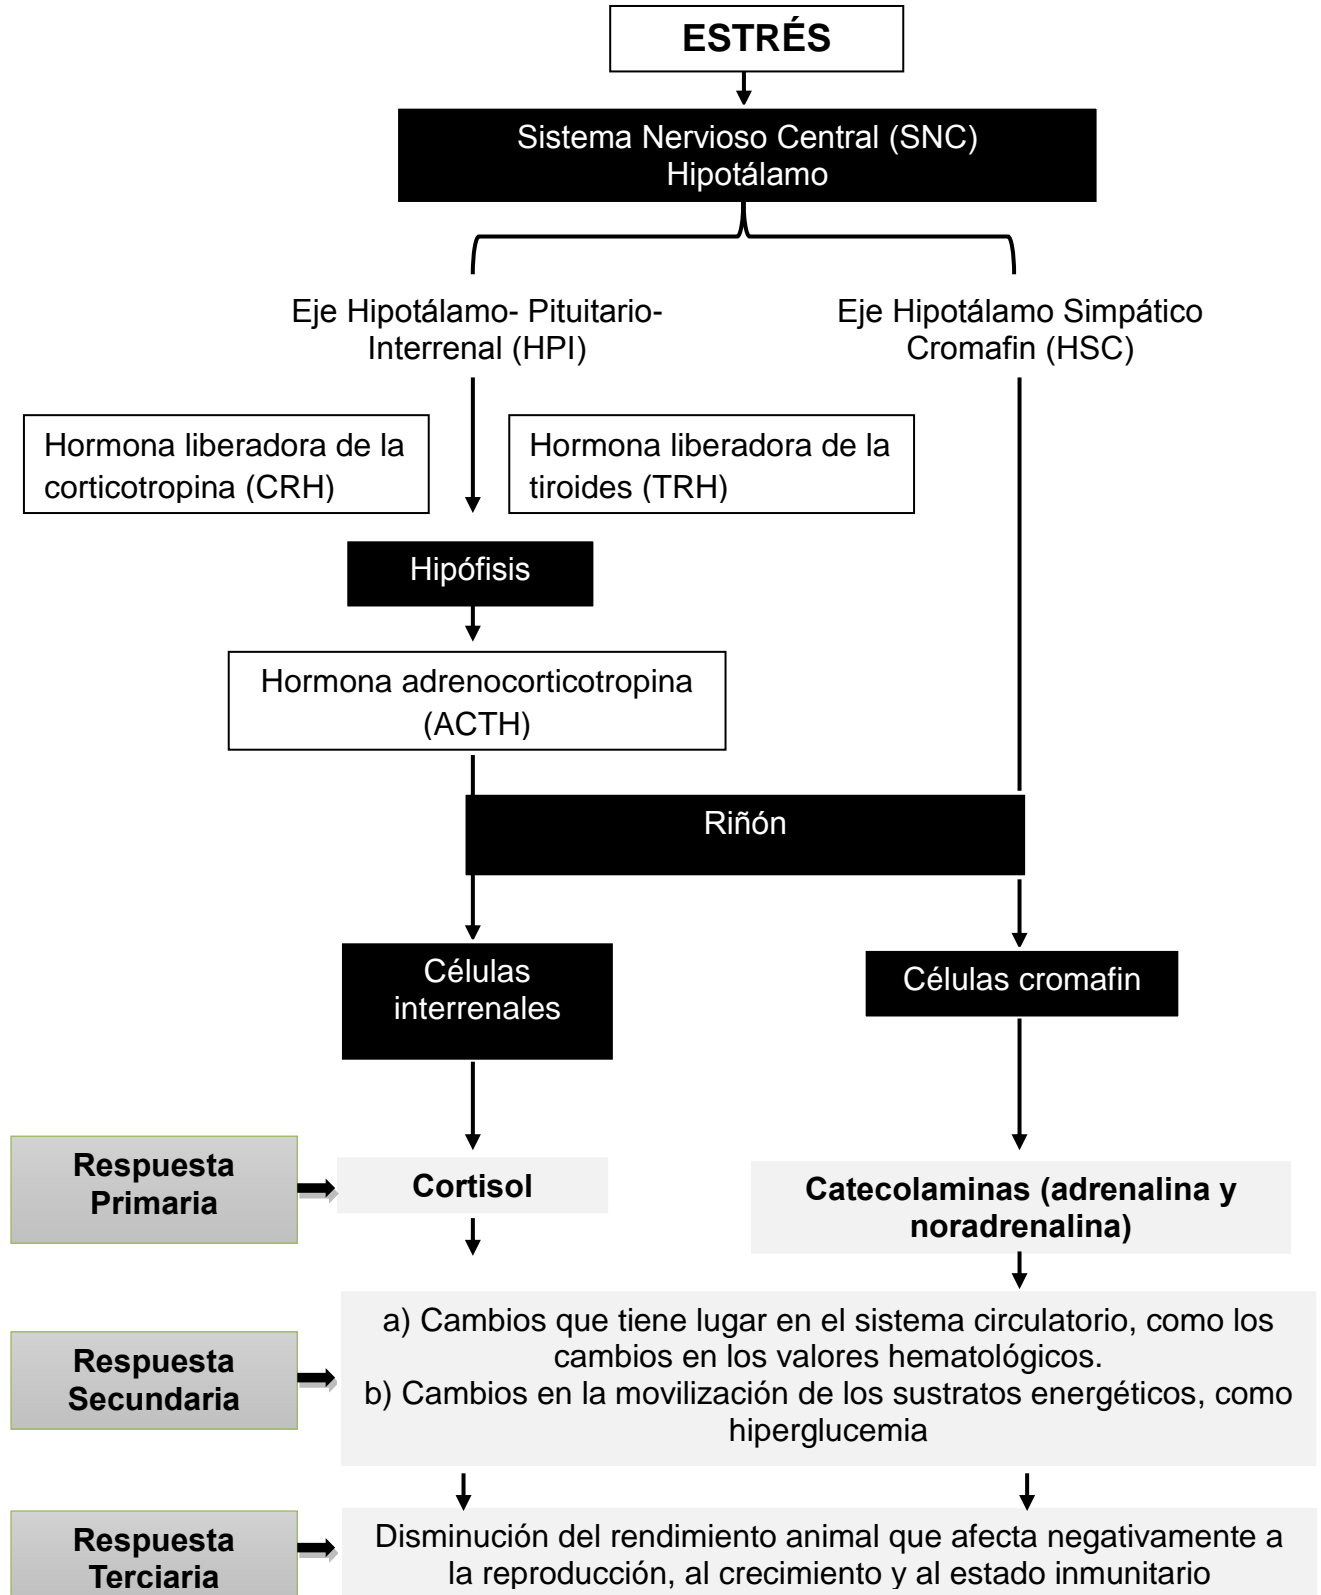 ESTRÉS
Sistema Nervioso Central (SNC)
Hipotálamo
Eje Hipotálamo- Pituitario-
Interrenal (HPI)
Eje Hipotálamo Simpático
Cromafin (HSC)
Hormona liberadora de la
corticotropina (CRH)
Hormona liberadora de la
tiroides (TRH)
Hipófisis
Hormona adrenocorticotropina
(ACTH)
Riñón
Células
interrenales
Células cromafin
Respuesta
Primaria
Cortisol
Catecolaminas (adrenalina y
noradrenalina)
Respuesta
Secundaria
a) Cambios que tiene lugar en el sistema circulatorio, como los
cambios en los valores hematológicos.
b) Cambios en la movilización de los sustratos energéticos, como
hiperglucemia
Respuesta
Terciaria
Disminución del rendimiento animal que afecta negativamente a
la reproducción, al crecimiento y al estado inmunitario